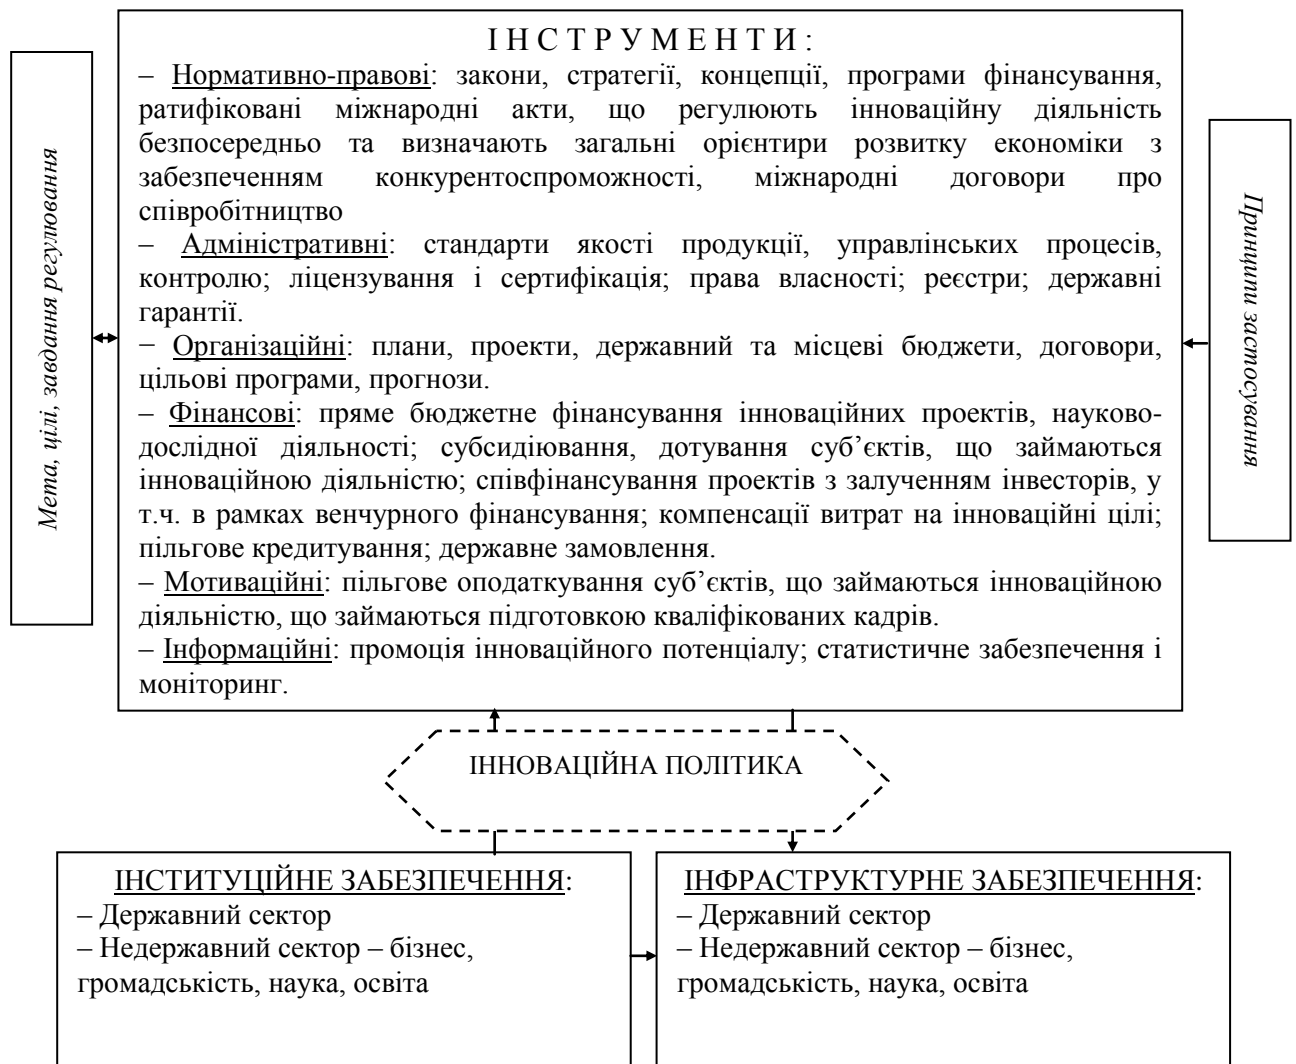 ІНСТРУМЕНТИ:
– Нормативно-правові: закони, стратегії, концепції, програми фінансування,
ратифіковані міжнародні акти, що регулюють інноваційну діяльність
безпосередньо та визначають загальні орієнтири розвитку економіки з
забезпеченням конкурентоспроможності, міжнародні договори про
співробітництво
– Адміністративні: стандарти якості продукції, управлінських процесів,
контролю; ліцензування і сертифікація; права власності; реєстри; державні
гарантії.
– Організаційні: плани, проекти, державний та місцеві бюджети, договори,
цільові програми, прогнози.
– Фінансові: пряме бюджетне фінансування інноваційних проектів, науково-
дослідної діяльності; субсидіювання, дотування суб’єктів, що займаються
інноваційною діяльністю; співфінансування проектів з залученням інвесторів, у
т.ч. в рамках венчурного фінансування; компенсації витрат на інноваційні цілі;
пільгове кредитування; державне замовлення.
– Мотиваційні: пільгове оподаткування суб’єктів, що займаються інноваційною
діяльністю, що займаються підготовкою кваліфікованих кадрів.
– Інформаційні: промоція інноваційного потенціалу; статистичне забезпечення і
моніторинг.
Мета, цілі, завдання регулювання
Принципи застосування
ІННОВАЦІЙНА ПОЛІТИКА
ІНСТИТУЦІЙНЕ ЗАБЕЗПЕЧЕННЯ:
– Державний сектор
– Недержавний сектор – бізнес,
громадськість, наука, освіта
ІНФРАСТРУКТУРНЕ ЗАБЕЗПЕЧЕННЯ:
– Державний сектор
– Недержавний сектор – бізнес,
громадськість, наука, освіта